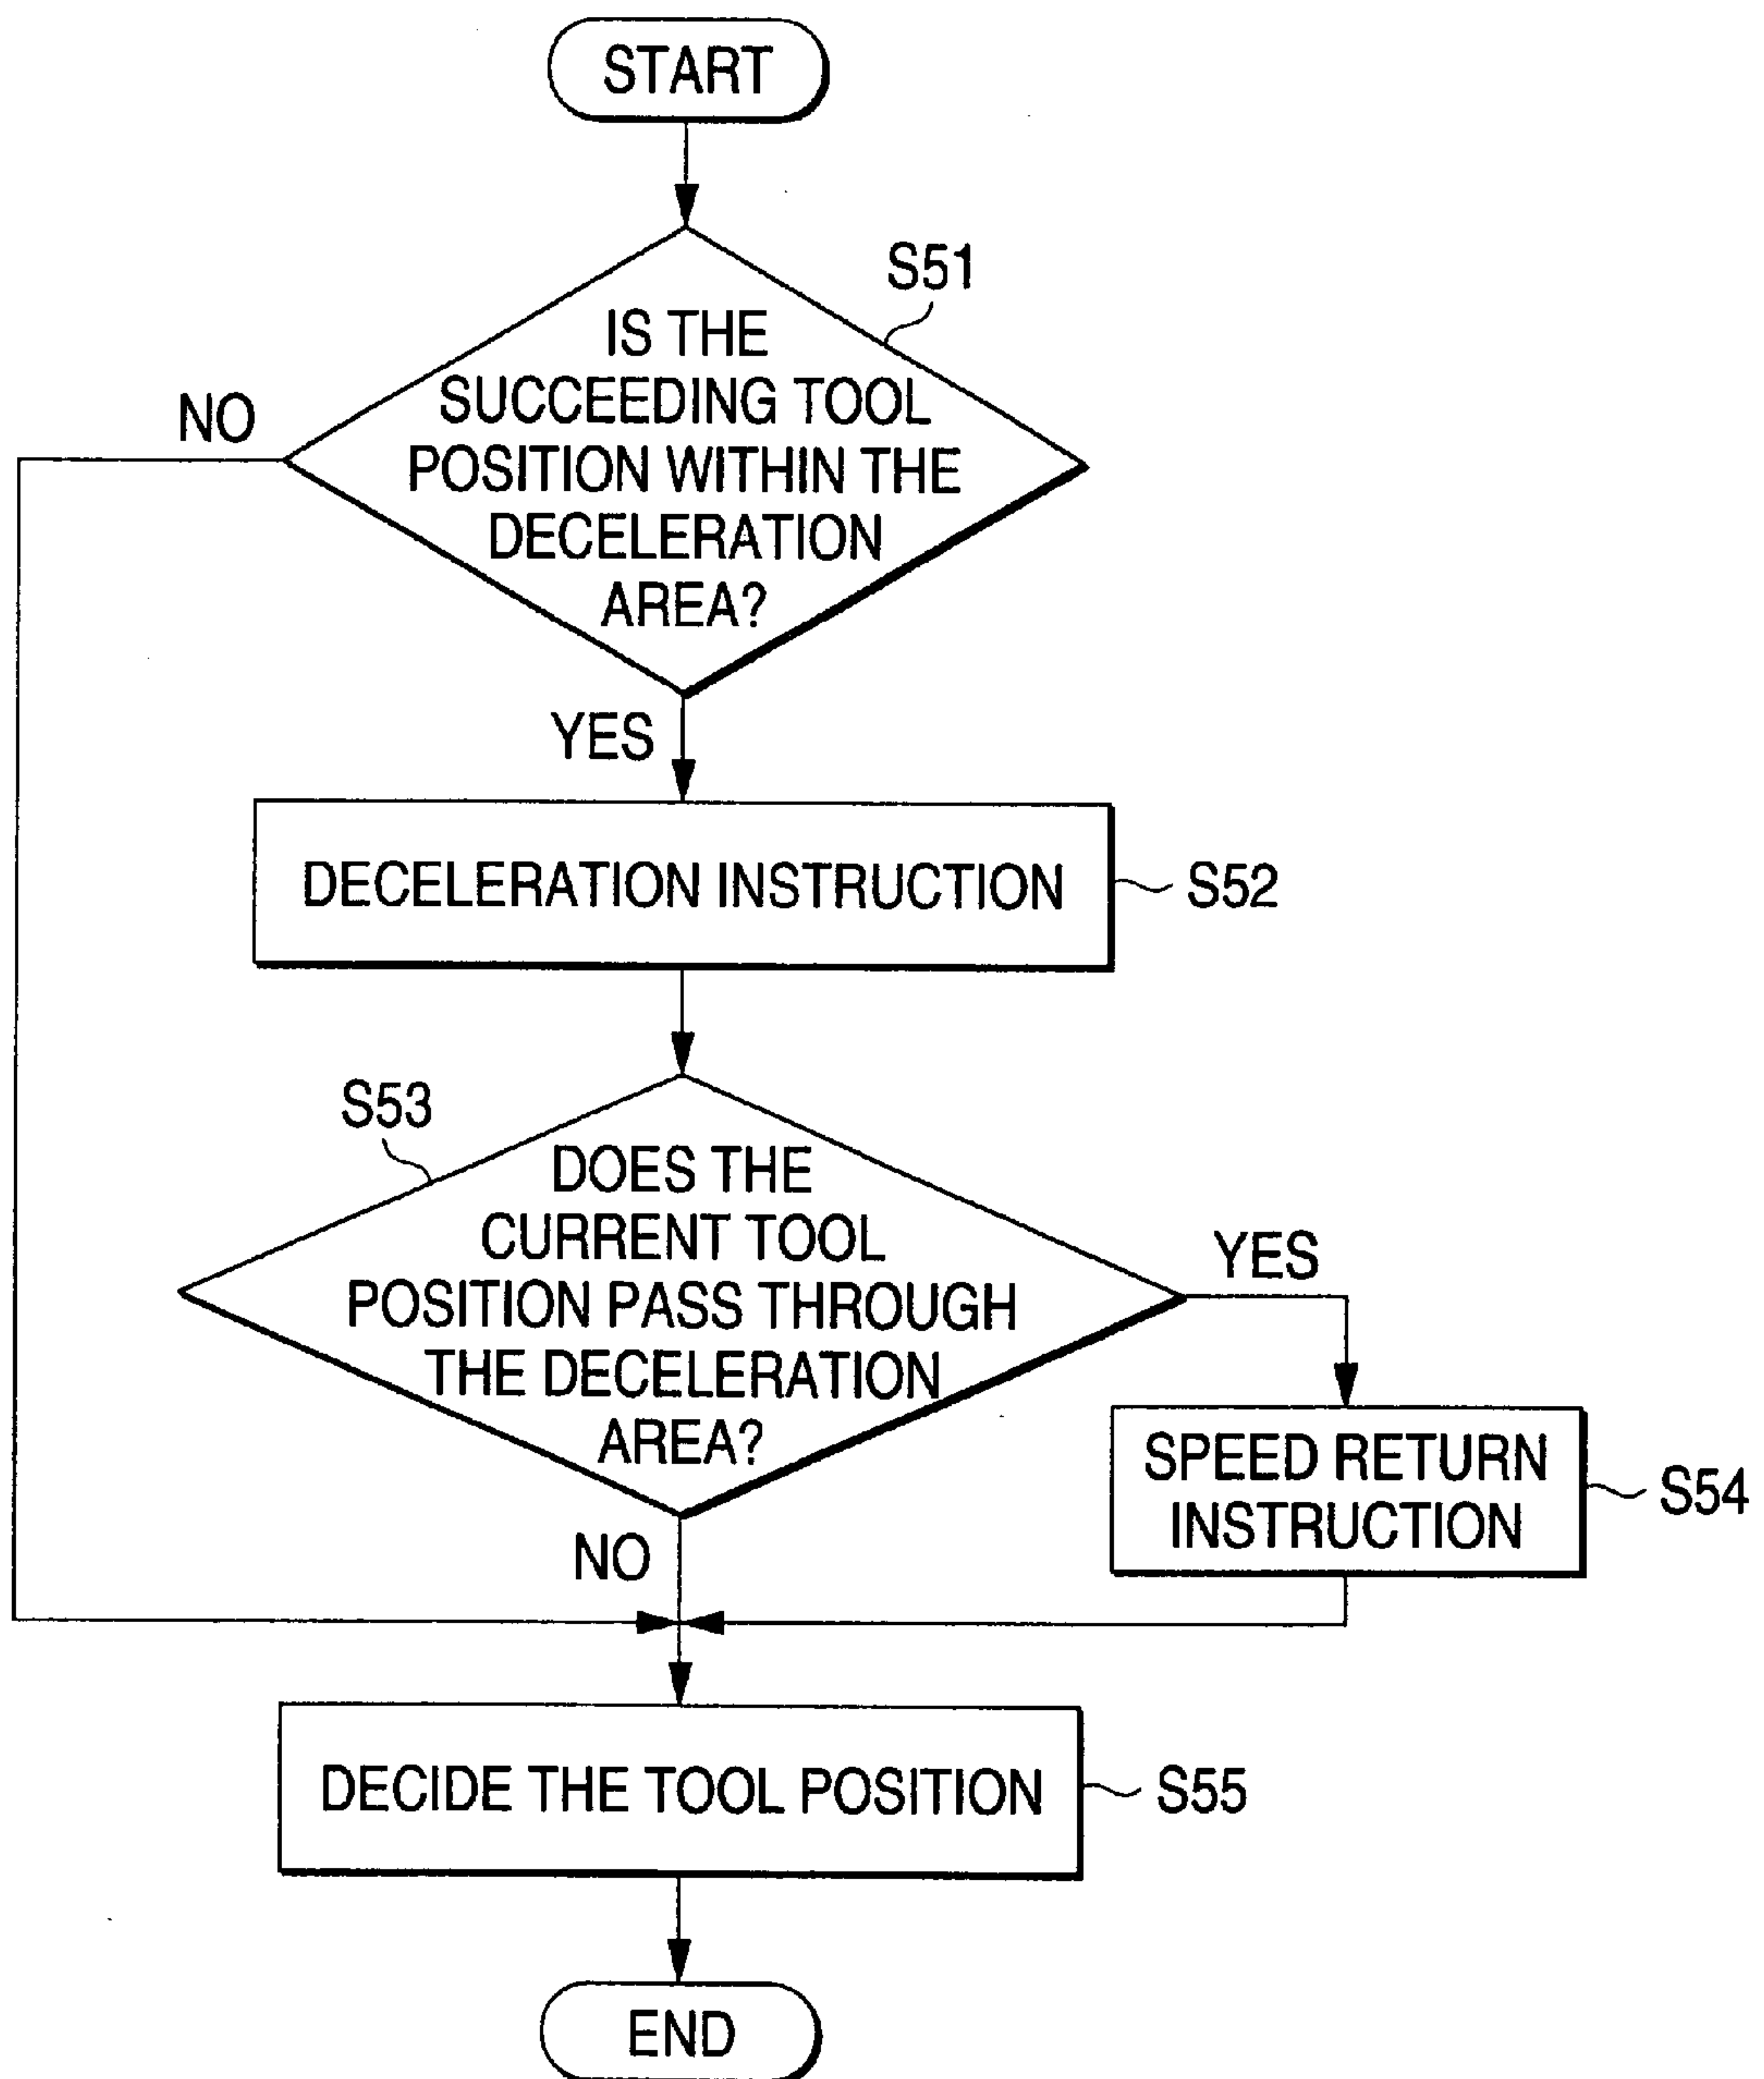 START
S51
IS THE
SUCCEEDING TOOL
POSITION WITHIN THE
DECELERATION
AREA?
NO
YES
DECELERATION INSTRUCTION
S52
S53
DOES THE
CURRENT TOOL
POSITION PASS THROUGH
THE DECELERATION
AREA?
YES
SPEED RETURN
INSTRUCTION
S54
NO
DECIDE THE TOOL POSITION
S55
END